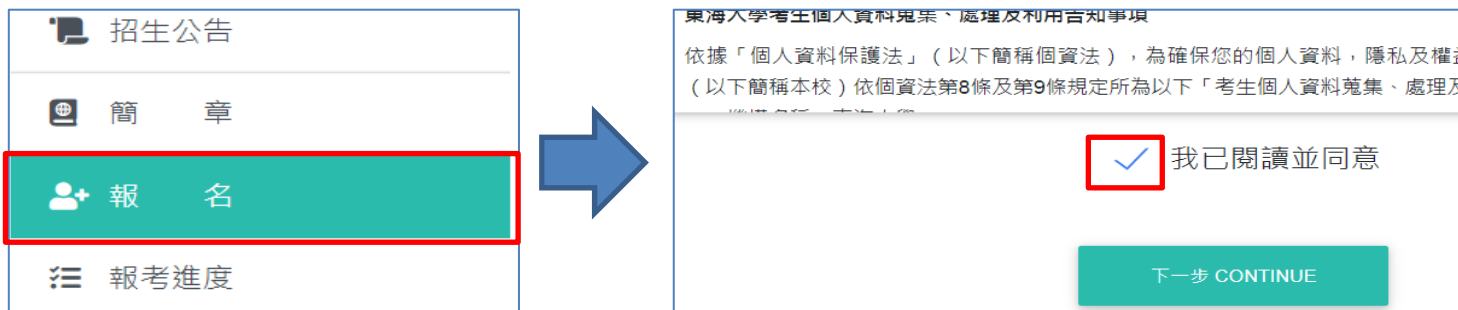 招生公告
簡 章
報 名
報考進度
東海大學考生個人資料蒐集、處理及利用告知事項
依據「個人資料保護法」（以下簡稱個資法），為確保您的個人資料，隱私及權益
（以下簡稱本校）依個資法第8條及第9條規定所為以下「考生個人資料蒐集、處理及
我已閱讀並同意
下一步 CONTINUE